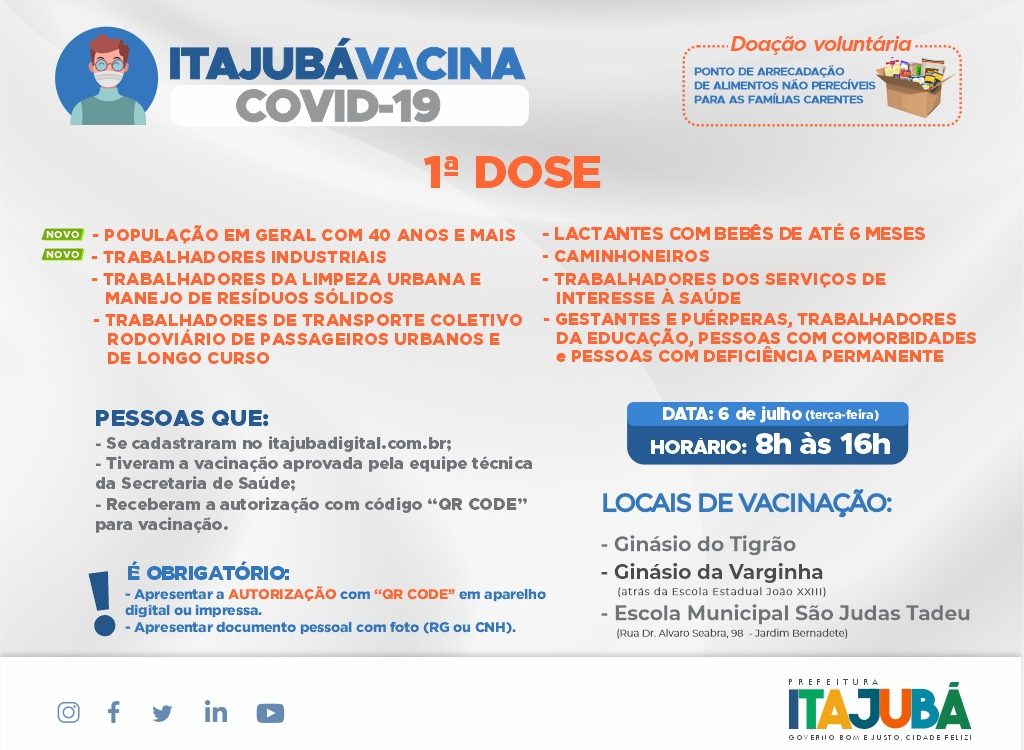 ITAJUBÁVACINA
COVID-19
Doação voluntária
PONTO DE ARRECADAÇÃO
DE ALIMENTOS NÃO PERECÍVEIS
PARA AS FAMÍLIAS CARENTES
1ª DOSE
NOVO - POPULAÇÃO EM GERAL COM 40 ANOS E MAIS
NOVO - TRABALHADORES INDUSTRIAIS
- TRABALHADORES DA LIMPEZA URBANA E
MANEJO DE RESÍDUOS SÓLIDOS
- TRABALHADORES DE TRANSPORTE COLETIVO
RODOVIÁRIO DE PASSAGEIROS URBANOS E
DE LONGO CURSO
- LACTANTES COM BEBÊS DE ATÉ 6 MESES
- CAMINHONEIROS
- TRABALHADORES DOS SERVIÇOS DE
INTERESSE À SAÚDE
- GESTANTES E PUÉRPERAS, TRABALHADORES
DA EDUCAÇÃO, PESSOAS COM COMORBIDADES
e PESSOAS COM DEFICIÊNCIA PERMANENTE
PESSOAS QUE:
- Se cadastraram no itajubadigital.com.br;
- Tiveram a vacinação aprovada pela equipe técnica
da Secretaria de Saúde;
- Receberam a autorização com código “QR CODE”
para vacinação.
É OBRIGATÓRIO:
- Apresentar a AUTORIZAÇÃO com “QR CODE” em aparelho
digital ou impressa.
- Apresentar documento pessoal com foto (RG ou CNH).
DATA: 6 de julho (terça-feira)
HORÁRIO: 8h às 16h
LOCAIS DE VACINAÇÃO:
- Ginásio do Tigrão
- Ginásio da Varginha
(atrás da Escola Estadual João XXIII)
- Escola Municipal São Judas Tadeu
(Rua Dr. Alvaro Seabra, 98 - Jardim Bernadete)
PREFEITURA
ITAJUBÁ
GOVERNO BOM E JUSTO, CIDADE FELIZ!